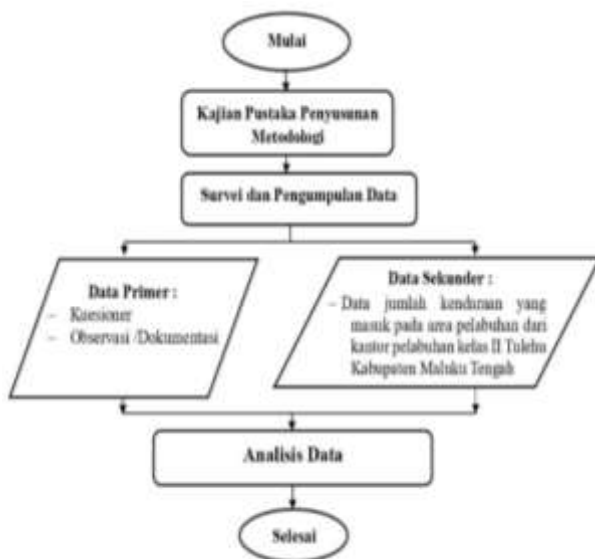 Mulai
Kajian Pustaka Penyusunan
Metodologi
Survei dan Pengumpulan Data
Data Primer :
– Kuesioner
– Observasi /Dokumentasi
Data Sekunder :
– Data jumlah kendaraan yang
masuk pada area pelabuhan dari
kantor pelabuhan kelas II Tulehu
Kabupaten Maluku Tengah
Analisis Data
Selesai